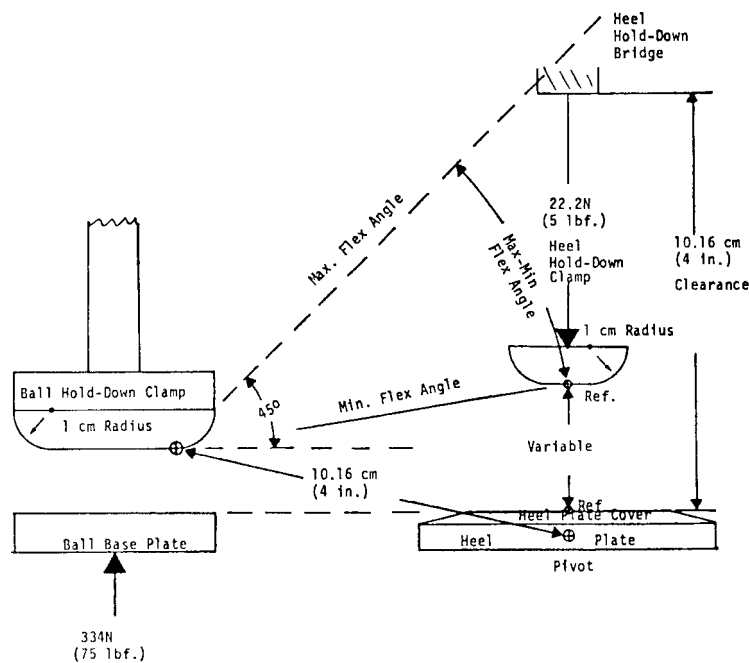 Heel
Hold-Down
Bridge
Max. Flex Angle
Max-Min
Flex Angle
22.2N
(5 lbf.)
Heel
Hold-Down
Clamp
10.16 cm
(4 in.)
Clearance
1 cm Radius
Ball Hold-Down Clamp
1 cm Radius
45o
Min. Flex Angle
Ref.
Variable
10.16 cm
(4 in.)
Ref
Heel Plate Cover
Ball Base Plate
Heel Plate
Pivot
334N
(75 lbf.)